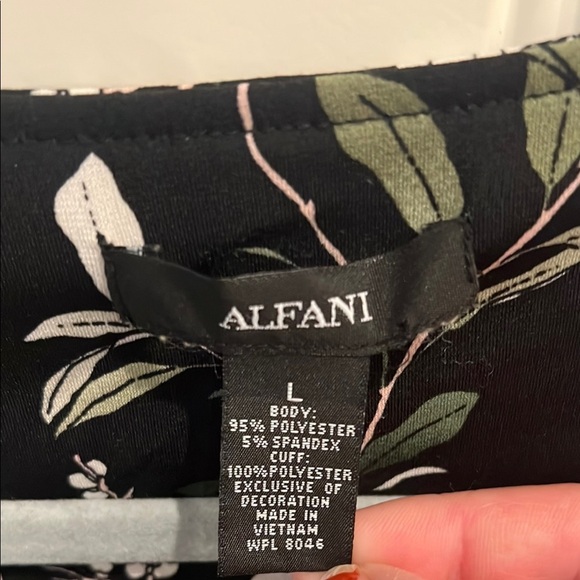 ALFANI
L
BODY:
95% POLYESTER
5% SPANDEX
CUFF:
100%POLYESTER
EXCLUSIVE OF
DECORATION
MADE IN
VIETNAM
WPL 8046